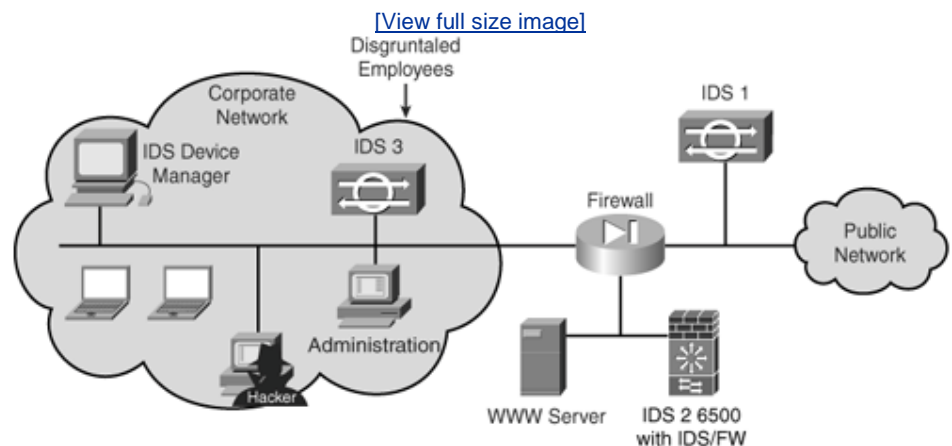 [View full size image]
Disgruntaled
Employees
Corporate
Network
IDS 1
IDS 3
IDS Device
Manager
Firewall
Public
Network
Administration
Hacker
WWW Server
IDS 2 6500
with IDS/FW